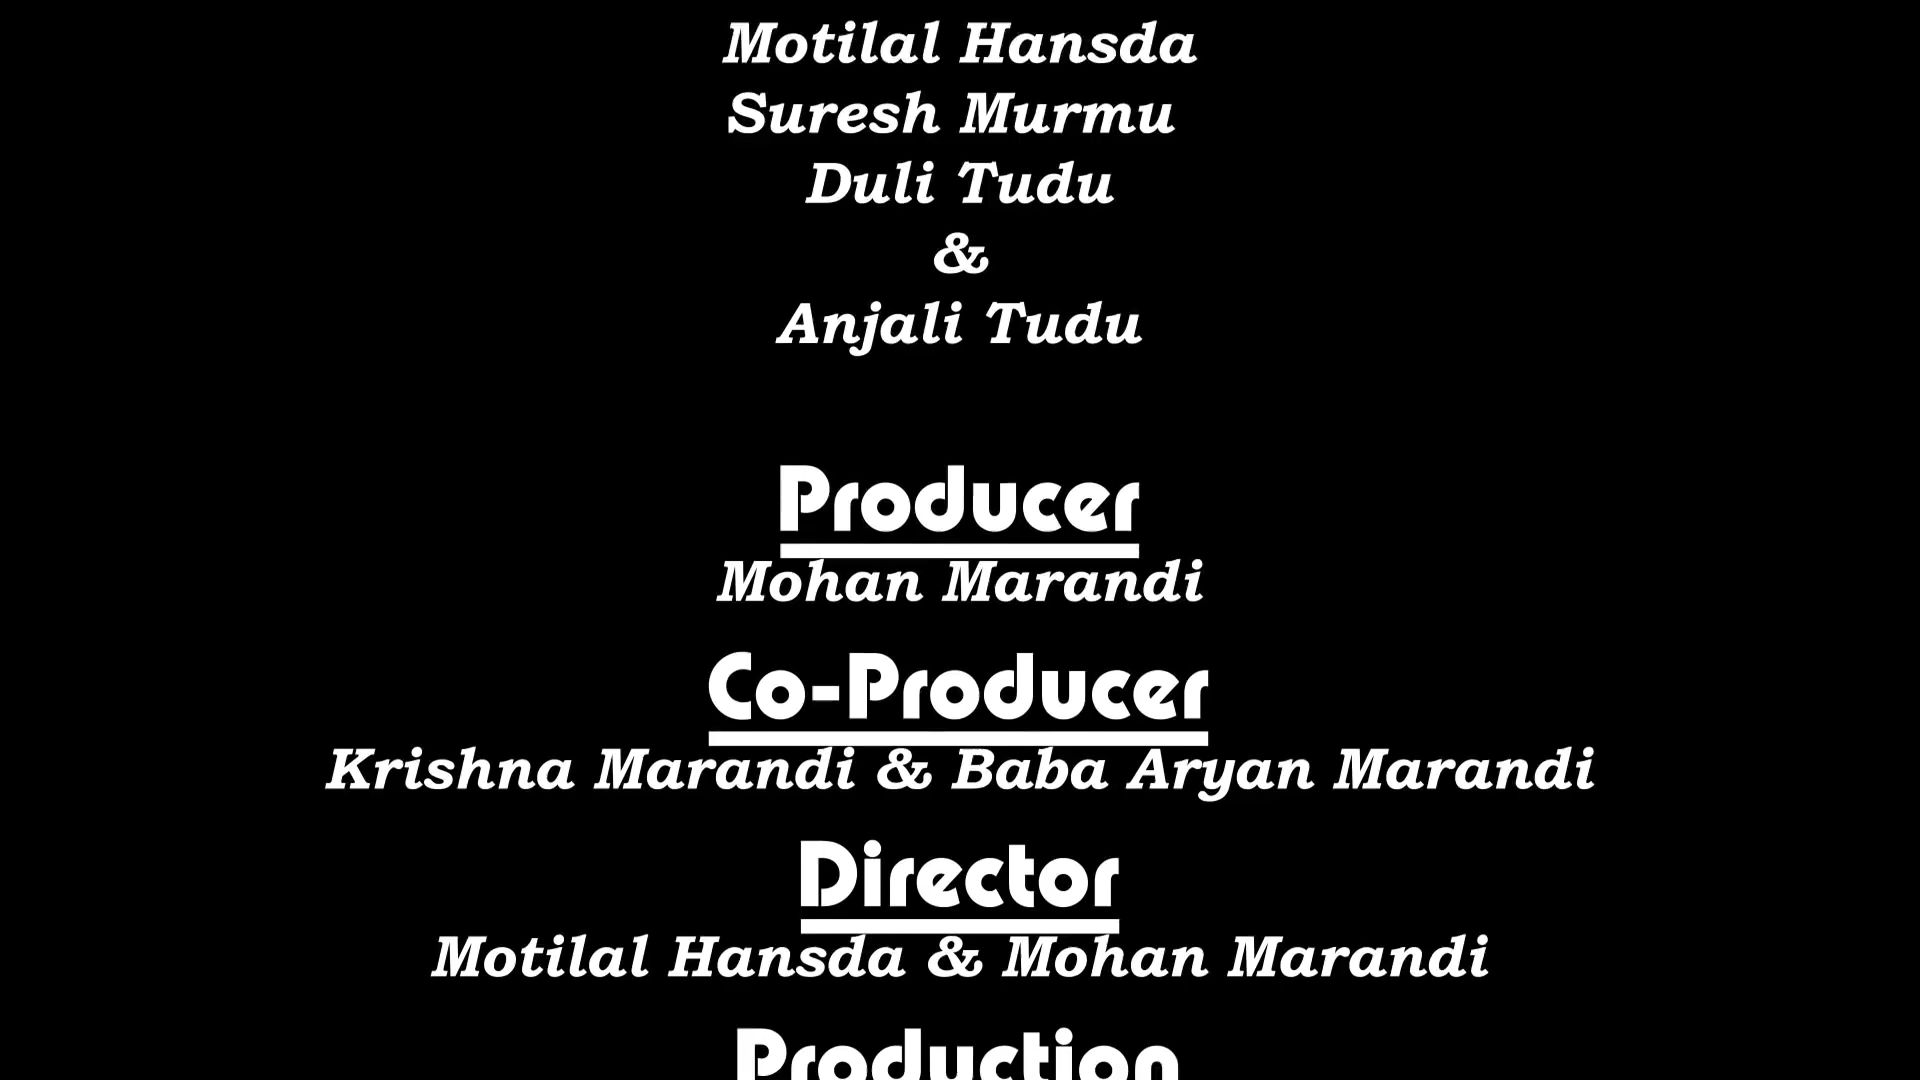 Motilal Hansda
Suresh Murmu
Duli Tudu
&
Anjali Tudu
Producer
Mohan Marandi
Co-Producer
Krishna Marandi & Baba Aryan Marandi
Director
Motilal Hansda & Mohan Marandi
Production